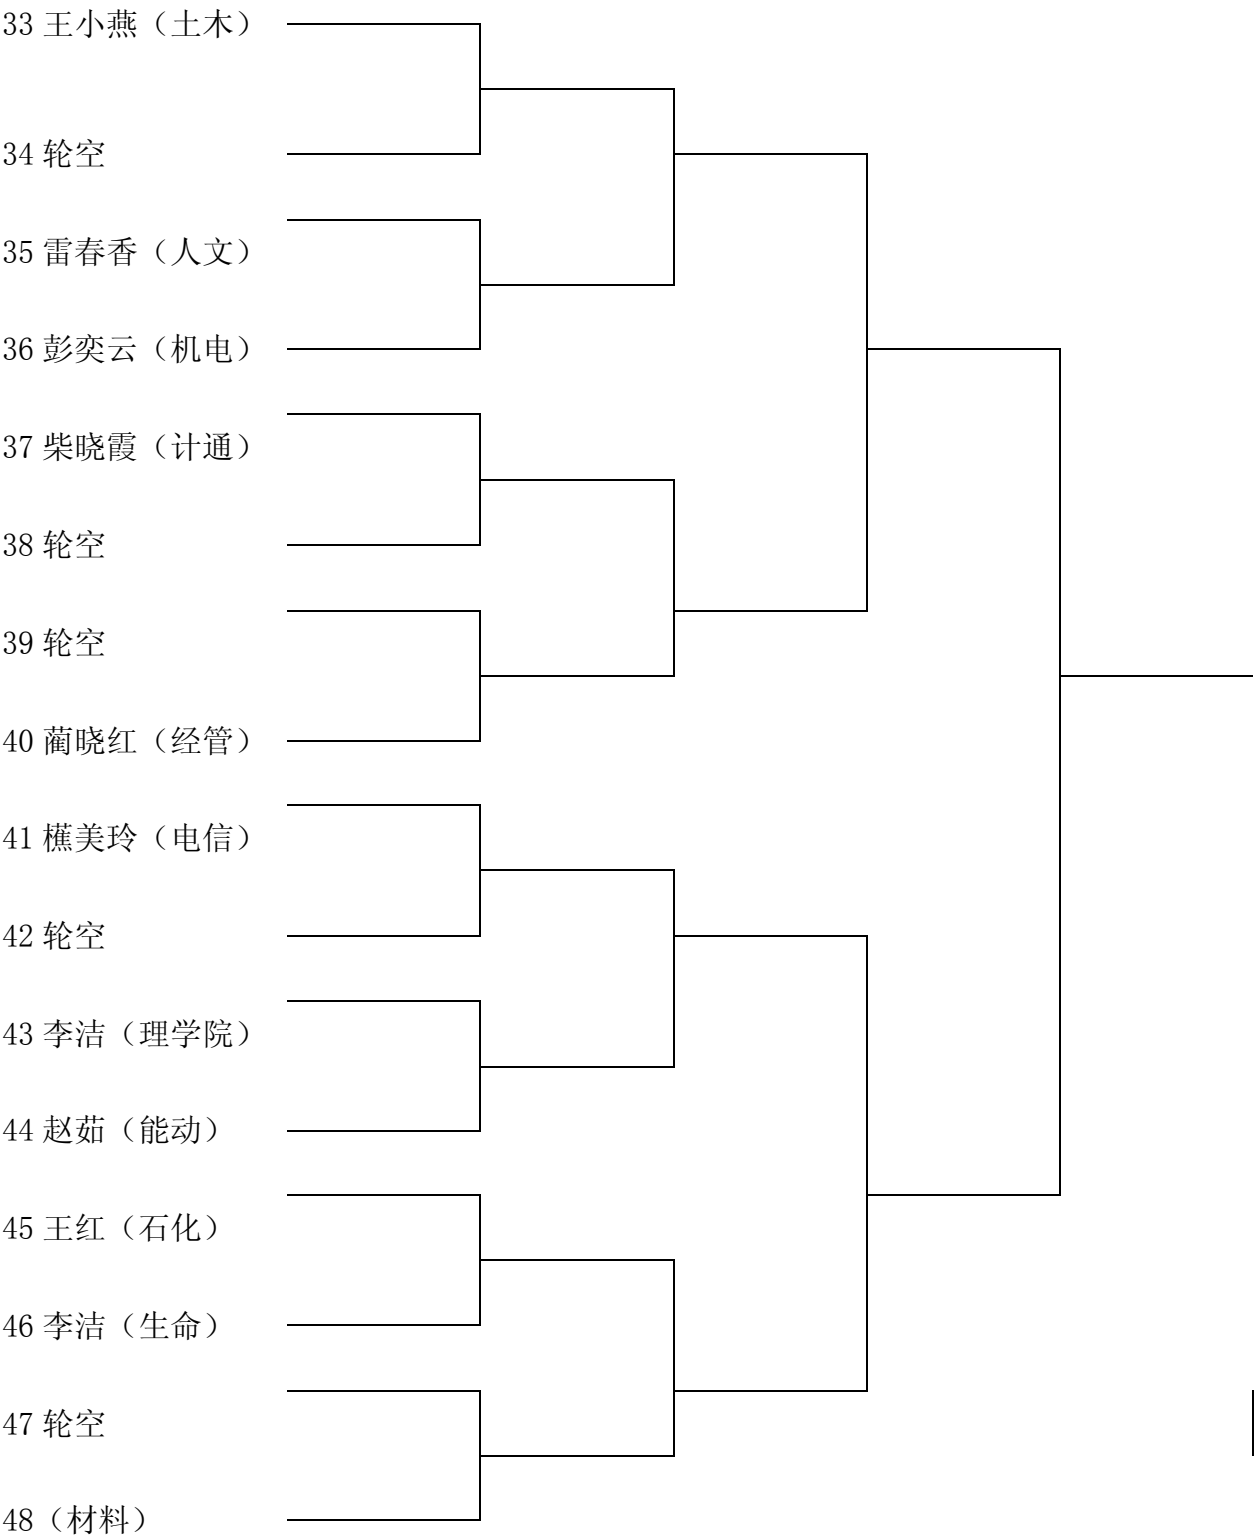 33 王小燕（土木）
34 轮空
35 雷春香（人文）
36 彭奕云（机电）
37 柴晓霞（计通）
38 轮空
39 轮空
40 蔺晓红（经管）
41 樵美玲（电信）
42 轮空
43 李洁（理学院）
44 赵茹（能动）
45 王红（石化）
46 李洁（生命）
47 轮空
48（材料）